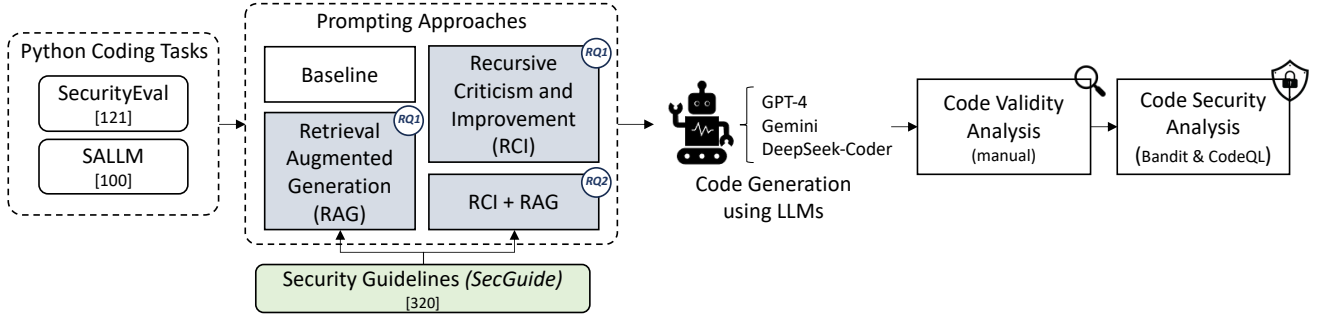 Python Coding Tasks
SecurityEval
[121]
SALLM
[100]
Prompting Approaches
Baseline
RQ1
Recursive
Criticism and
Improvement
(RCI)
RQ1
Retrieval
Augmented
Generation
(RAG)
RQ2
RCI + RAG
Security Guidelines (SecGuide)
[320]
GPT-4
Gemini
DeepSeek-Coder
Code Generation
using LLMs
Code Validity
Analysis
(manual)
Code Security
Analysis
(Bandit & CodeQL)